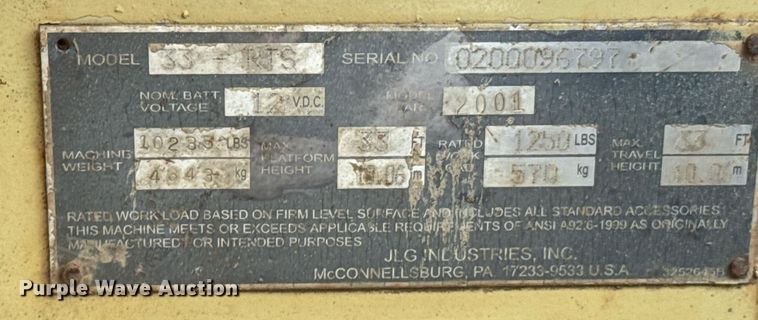 MODEL 33 - RTS SERIAL NO 0200096797
NOM. BATT. 12 V.D.C. MODEL 2001
VOLTAGE YEAR
MACHINE 10233 LBS MAX. 33 FT RATED 1250 LBS MAX. 33 FT
WEIGHT kg PLATFORM m WORK 570 kg TRAVEL m
HEIGHT LOAD HEIGHT
RATED WORK LOAD BASED ON FIRM LEVEL SURFACE AND INCLUDES ALL STANDARD ACCESSORIES
THIS MACHINE MEETS OR EXCEEDS APPLICABLE REQUIREMENTS OF ANSI A92.6-1999 AS ORIGINALLY
MANUFACTURED FOR INTENDED PURPOSES
JLG INDUSTRIES, INC.
McCONNELLSBURG, PA 17233-9533 U.S.A.
Purple Wave Auction